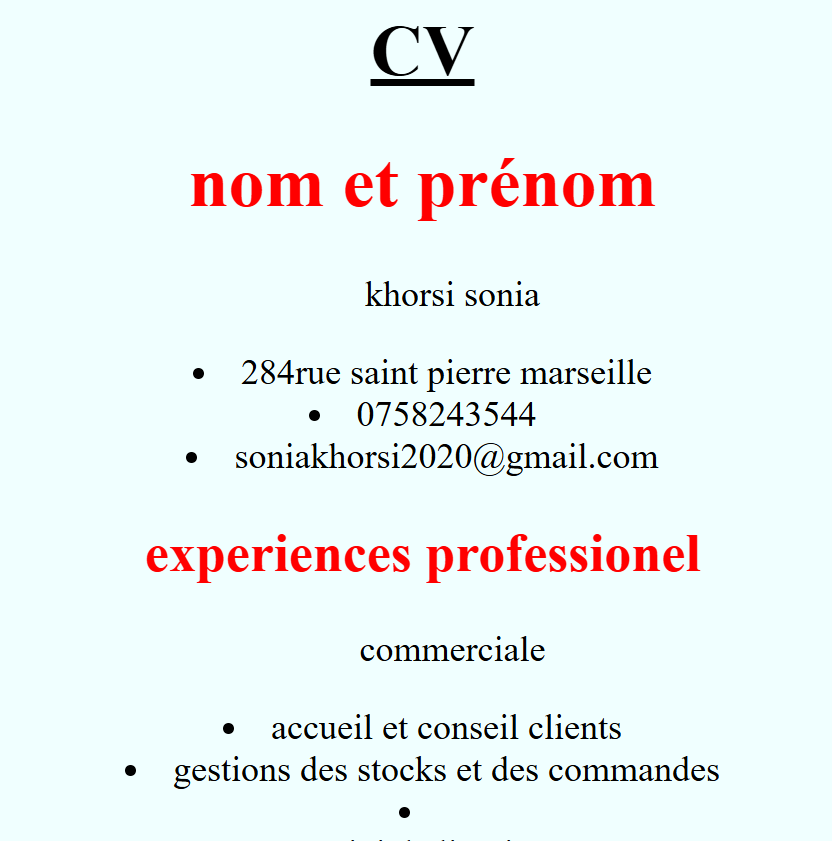 CV
nom et prénom
khorsi sonia
284rue saint pierre marseille
0758243544
soniakhorsi2020@gmail.com
experiences professionel
commerciale
accueil et conseil clients
gestions des stocks et des commandes